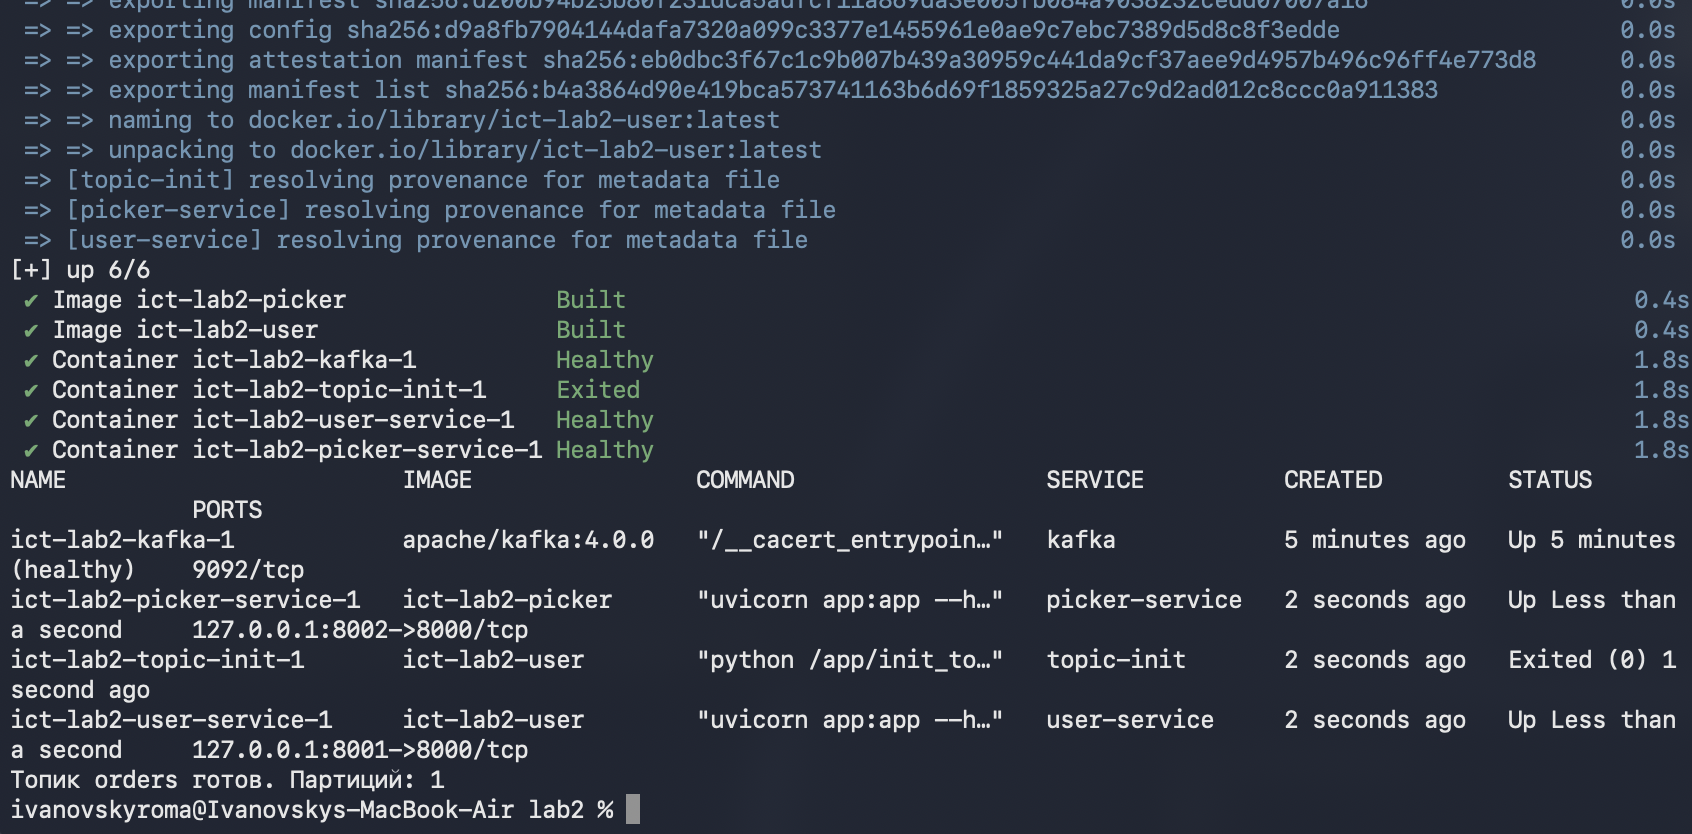 => => exporting manifest sha256:d200b94b25b80f231dca5adfcf11a869da3e005fb084a9038232cedd07007a16 0.0s
=> => exporting config sha256:d9a8fb7904144dafa7320a099c3377e1455961e0ae9c7ebc7389d5d8c8f3edde 0.0s
=> => exporting attestation manifest sha256:eb0dbc3f67c1c9b007b439a30959c441da9cf37aee9d4957b496c96ff4e773d8 0.0s
=> => exporting manifest list sha256:b4a3864d90e419bca573741163b6d69f1859325a27c9d2ad012c8ccc0a911383 0.0s
=> => naming to docker.io/library/ict-lab2-user:latest 0.0s
=> => unpacking to docker.io/library/ict-lab2-user:latest 0.0s
=> [topic-init] resolving provenance for metadata file 0.0s
=> [picker-service] resolving provenance for metadata file 0.0s
=> [user-service] resolving provenance for metadata file 0.0s
[+] up 6/6
✔ Image ict-lab2-picker Built 0.4s
✔ Image ict-lab2-user Built 0.4s
✔ Container ict-lab2-kafka-1 Healthy 1.8s
✔ Container ict-lab2-topic-init-1 Exited 1.8s
✔ Container ict-lab2-user-service-1 Healthy 1.8s
✔ Container ict-lab2-picker-service-1 Healthy 1.8s
NAME IMAGE COMMAND SERVICE CREATED STATUS
PORTS
ict-lab2-kafka-1 apache/kafka:4.0.0 "/__cacert_entrypoin…" kafka 5 minutes ago Up 5 minutes
(healthy) 9092/tcp
ict-lab2-picker-service-1 ict-lab2-picker "uvicorn app:app --h…" picker-service 2 seconds ago Up Less than
a second 127.0.0.1:8002->8000/tcp
ict-lab2-topic-init-1 ict-lab2-user "python /app/init_to…" topic-init 2 seconds ago Exited (0) 1
second ago
ict-lab2-user-service-1 ict-lab2-user "uvicorn app:app --h…" user-service 2 seconds ago Up Less than
a second 127.0.0.1:8001->8000/tcp
Топик orders готов. Партиций: 1
ivanovskyroma@Ivanovskys-MacBook-Air lab2 %